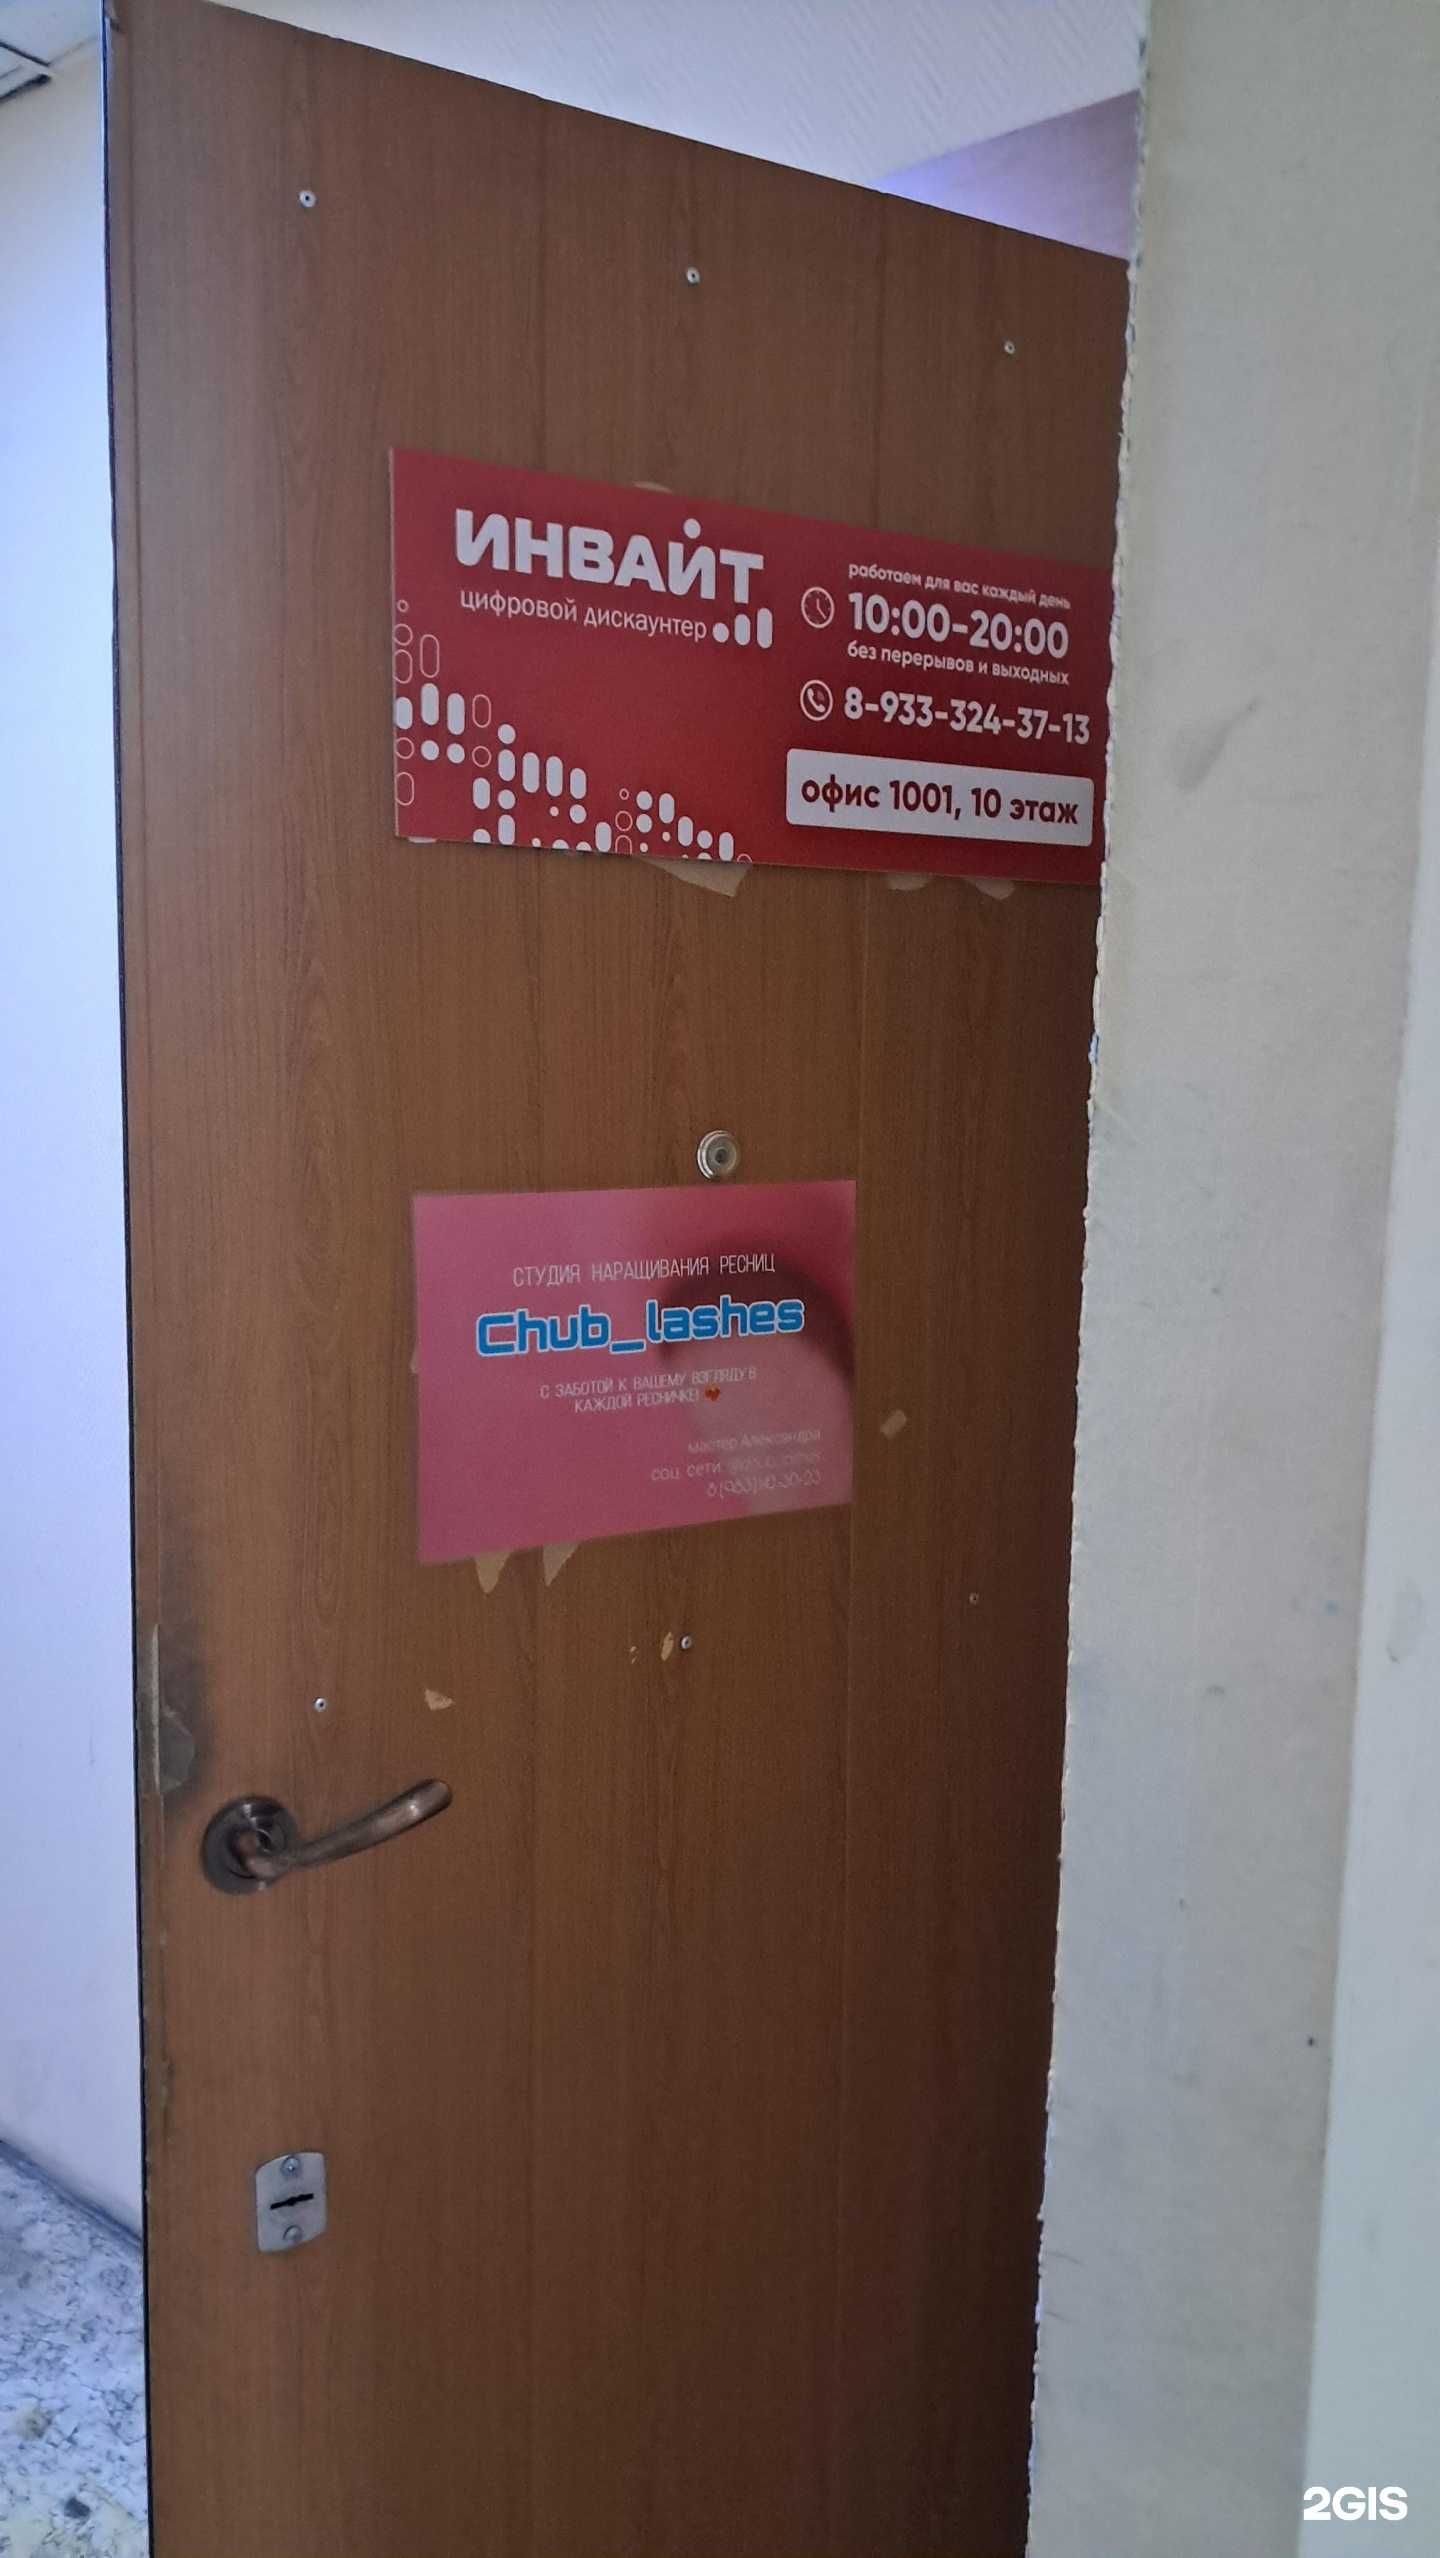 ИНВАЙТ
цифровой дискаунтер
работаем для вас каждый день
10:00-20:00
без перерывов и выходных
8-933-324-37-13
офис 1001, 10 этаж
СТУДИЯ НАРАЩИВАНИЯ РЕСНИЦ
Chub_lashes
С ЗАБОТОЙ К ВАШЕМУ ВЗГЛЯДУ В
КАЖДОЙ РЕСНИЧКЕ!
мастер Александра
соц. сети:
2GIS